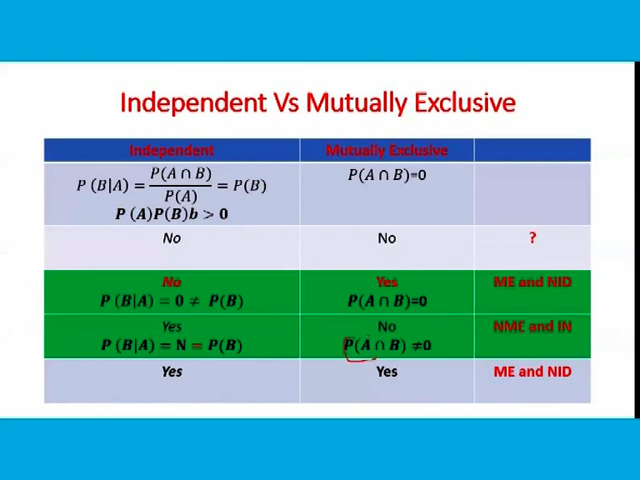 Independent Vs Mutually Exclusive
Independent Mutually Exclusive
P (B|A) = P(A ∩ B) / P(A) = P(B) P(A ∩ B)=0
P (A)P(B)b > 0
No No ?
No Yes ME and NID
P (B|A) = 0 ≠ P(B) P(A ∩ B)=0
Yes No NME and IN
P (B|A) = N = P(B) P(A ∩ B) ≠0
Yes Yes ME and NID